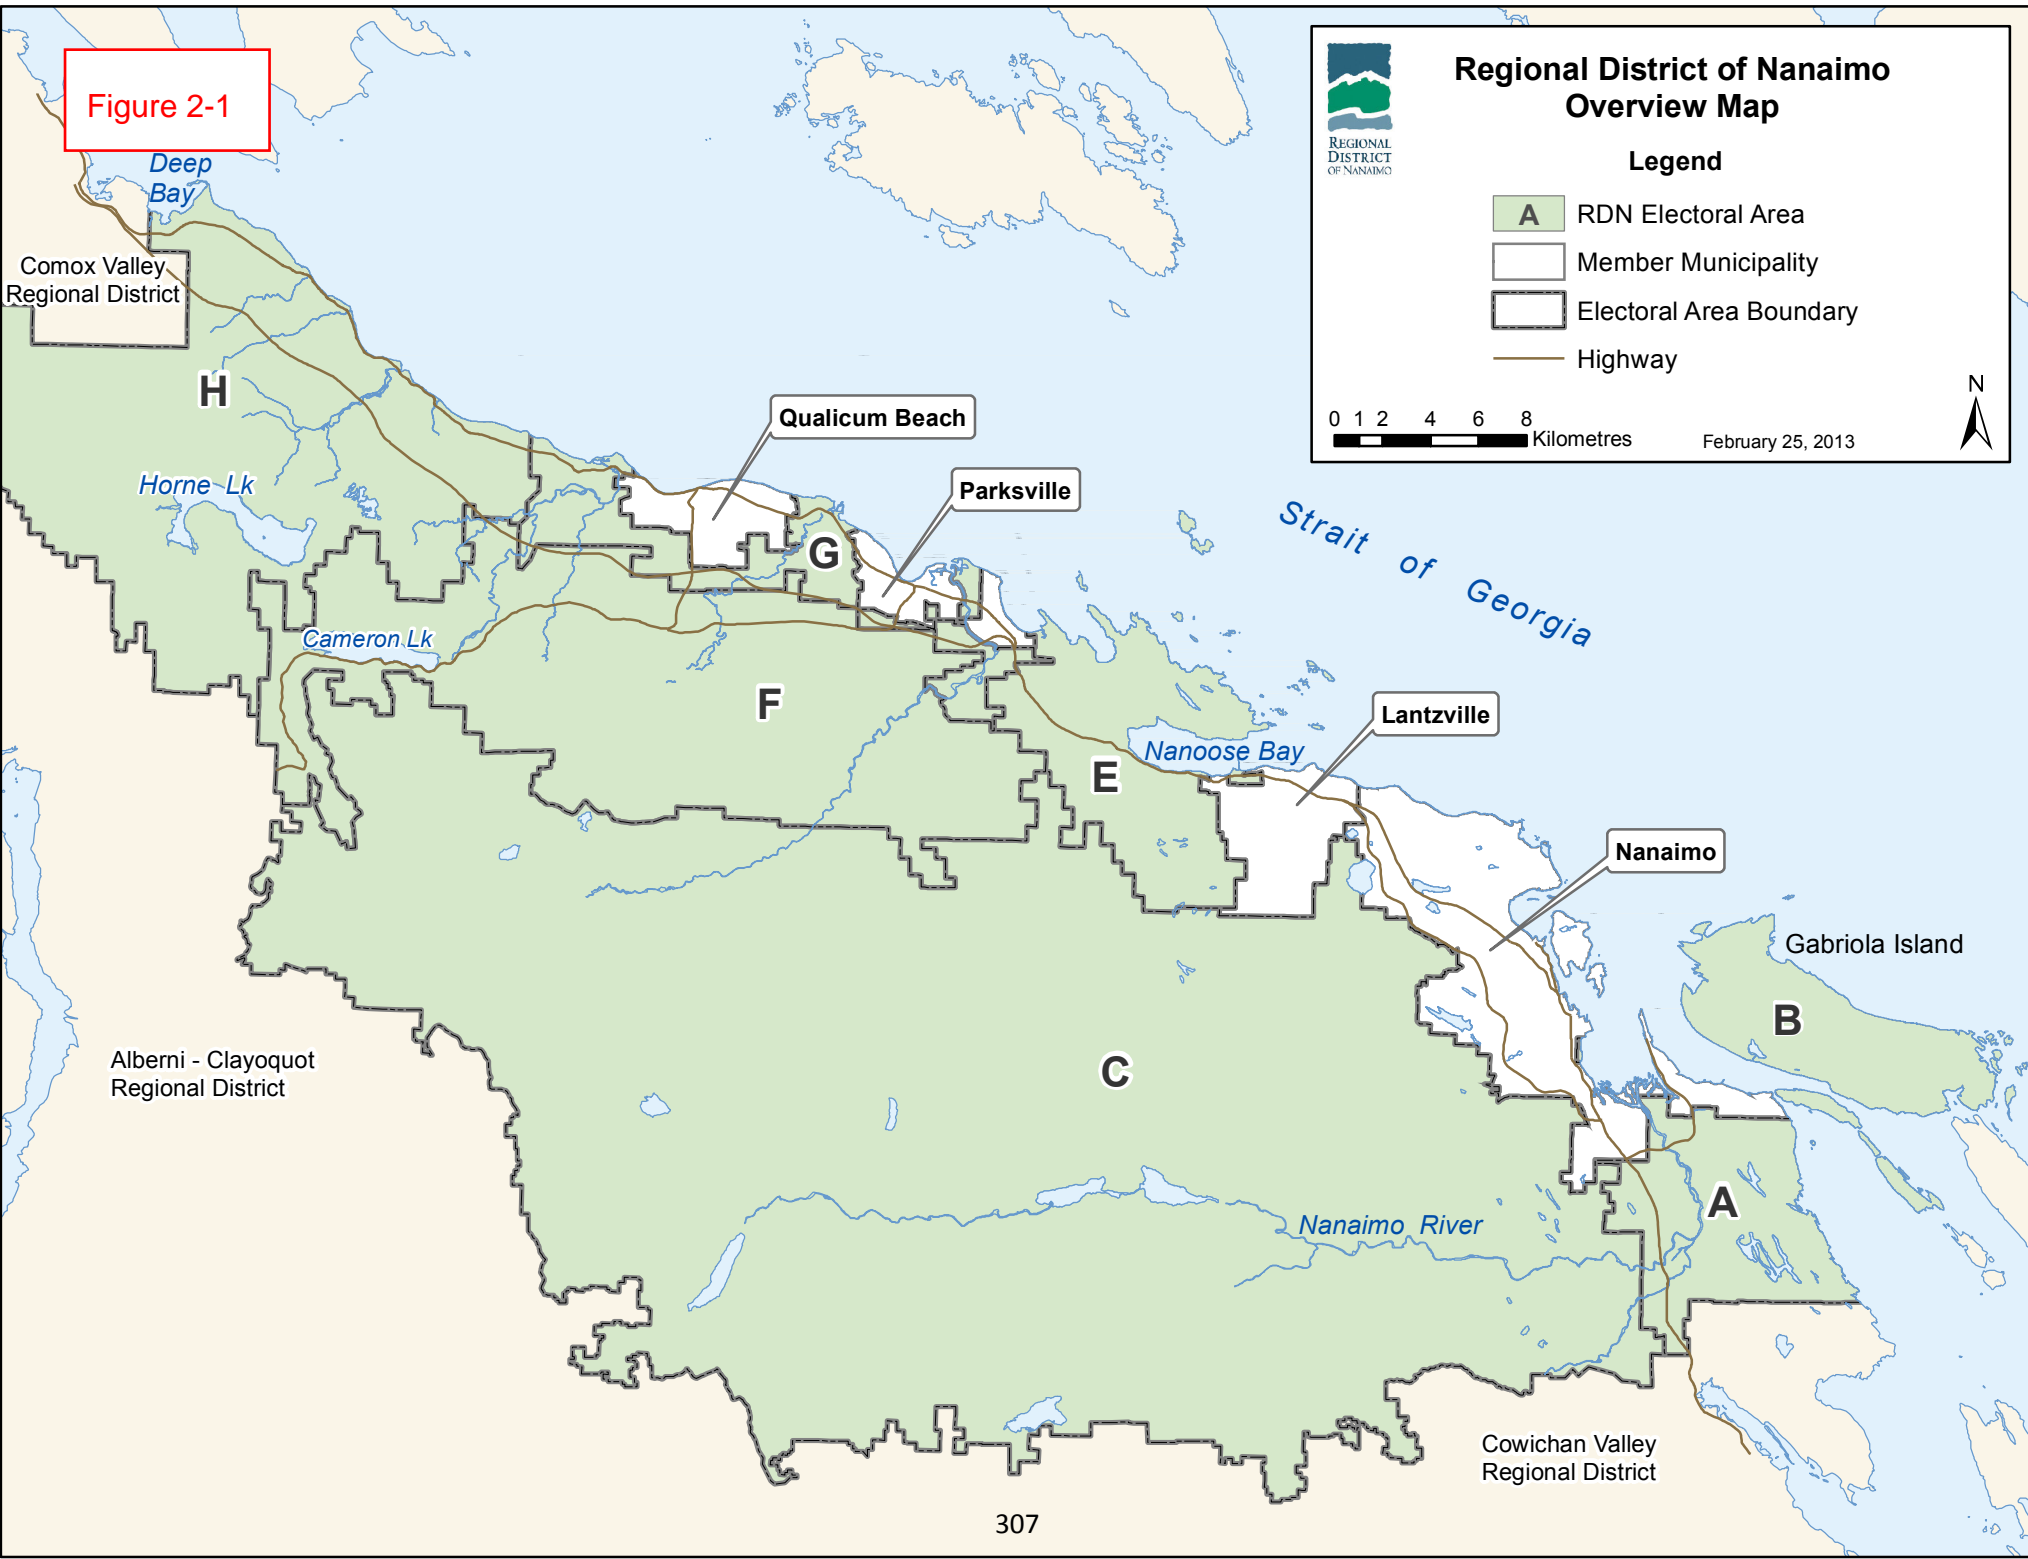 Figure 2-1
Regional District of Nanaimo
Overview Map
REGIONAL
DISTRICT
OF NANAIMO
Legend
A RDN Electoral Area
Member Municipality
Electoral Area Boundary
Highway
0 1 2 4 6 8
Kilometres
February 25, 2013
N
Deep
Bay
Comox Valley
Regional District
H
Qualicum Beach
Horne Lk
Parksville
Strait of Georgia
G
Cameron Lk
F
Lantzville
Nanoose Bay
E
Nanaimo
Gabriola Island
B
Alberni - Clayoquot
Regional District
C
A
Nanaimo River
Cowichan Valley
Regional District
307